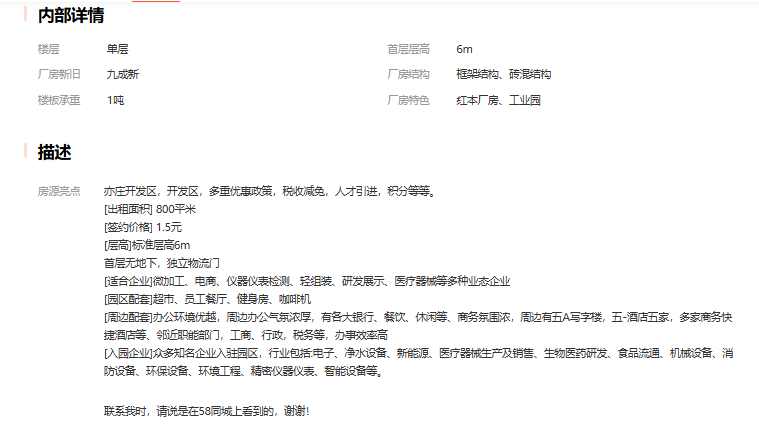 内部详情
楼层 单层 首层层高 6m
厂房新旧 九成新 厂房结构 框架结构、砖混结构
楼板承重 1吨 厂房特色 红本厂房、工业园
描述
房源亮点 亦庄开发区，开发区，多重优惠政策，税收减免，人才引进，积分等等。
[出租面积] 800平米
[签约价格] 1.5元
[层高]标准层高6m
首层无地下，独立物流门
[适合企业]微加工、电商、仪器仪表检测、轻组装、研发展示、医疗器械等多种业态企业
[园区配套]超市、员工餐厅、健身房、咖啡机
[周边配套]办公环境优越，周边办公气氛浓厚，有各大银行、餐饮、休闲等、商务氛围浓，周边有五A写字楼，五-酒店五家，多家商务快
捷酒店等、邻近职能部门，工商、行政，税务等，办事效率高
[入园企业]众多知名企业入驻园区，行业包括:电子、净水设备、新能源、医疗器械生产及销售、生物医药研发、食品流通、机械设备、消
防设备、环保设备、环境工程、精密仪器仪表、智能设备等。
联系我时，请说是在58同城上看到的，谢谢！